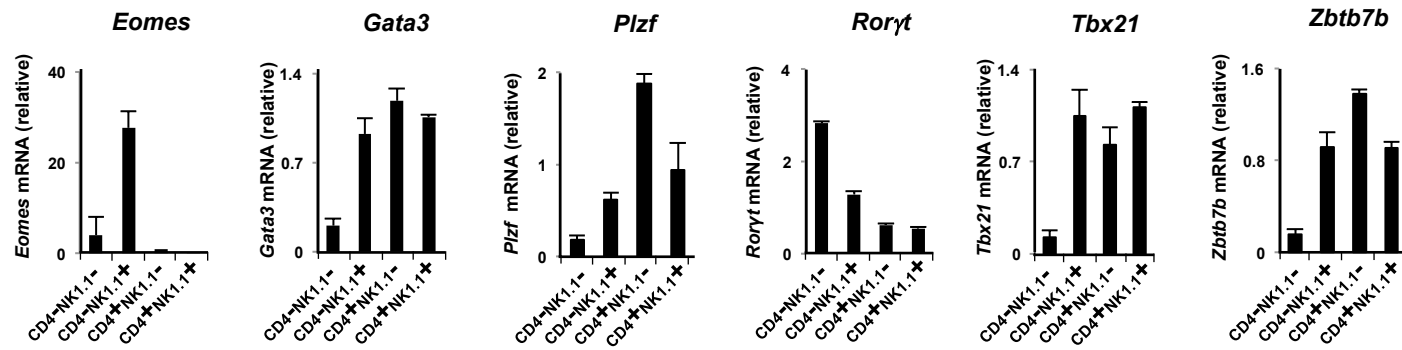 Eomes
Gata3
Plzf
Rorγt
Tbx21
Zbtb7b
Eomes mRNA (relative)
40
20
0
CD4-NK1.1-
CD4-NK1.1+
CD4+NK1.1-
CD4+NK1.1+
Gata3 mRNA (relative)
1.4
0.7
0
CD4-NK1.1-
CD4-NK1.1+
CD4+NK1.1-
CD4+NK1.1+
Plzf mRNA (relative)
2
1
0
CD4-NK1.1-
CD4-NK1.1+
CD4+NK1.1-
CD4+NK1.1+
Rorγt mRNA (relative)
4
2
0
CD4-NK1.1-
CD4-NK1.1+
CD4+NK1.1-
CD4+NK1.1+
Tbx21 mRNA (relative)
1.4
0.7
0
CD4-NK1.1-
CD4-NK1.1+
CD4+NK1.1-
CD4+NK1.1+
Zbtb7b mRNA (relative)
1.6
0.8
0
CD4-NK1.1-
CD4-NK1.1+
CD4+NK1.1-
CD4+NK1.1+